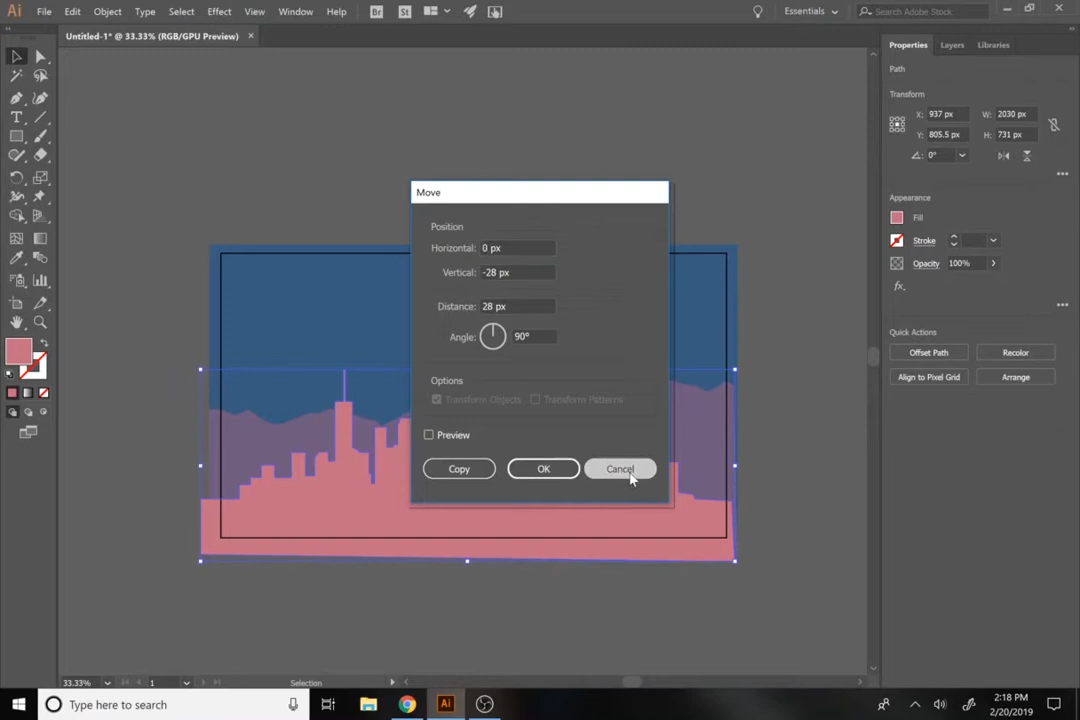 Ai File Edit Object Type Select Effect View Window Help Br St Essentials Search Adobe Stock
Untitled-1* @ 33.33% (RGB/GPU Preview) ×
Properties Layers Libraries
Path
Transform
X: 937 px W: 2030 px
Y: 805.5 px H: 731 px
0°
Appearance
Fill
Stroke
Opacity 100%
fx.
Quick Actions
Offset Path Recolor
Align to Pixel Grid Arrange
Move
Position
Horizontal: 0 px
Vertical: -28 px
Distance: 28 px
Angle: 90°
Options
Transform Objects Transform Patterns
Preview
Copy OK Cancel
33.33% 1 Selection
Type here to search
Ai
2:18 PM
2/20/2019